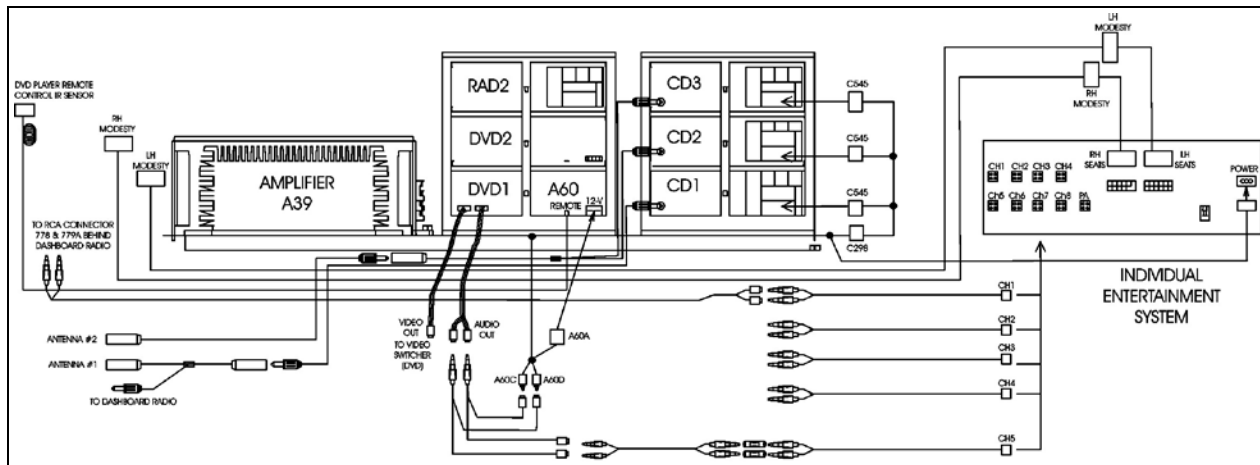 LH
MODESTY
RH
MODESTY
DVD PLAYER REMOTE
CONTROL IR SENSOR
RH
MODESTY
LH
MODESTY
AMPLIFIER
A39
RAD2
DVD2
DVD1
A60
REMOTE
12-V
CD3
CD2
CD1
C545
C545
C545
C298
RH
SEATS
LH
SEATS
POWER
CH1
CH2
CH3
CH4
Ch5
Ch6
Ch7
Ch8
PA
INDIVIDUAL
ENTERTAINMENT
SYSTEM
TO RCA CONNECTOR
778 & 779A BEHIND
DASHBOARD RADIO
ANTENNA #2
ANTENNA #1
TO DASHBOARD RADIO
VIDEO
OUT
TO VIDEO
SWITCHER
(DVD)
AUDIO
OUT
A60A
A60C
A60D
CH1
CH2
CH3
CH4
CH5